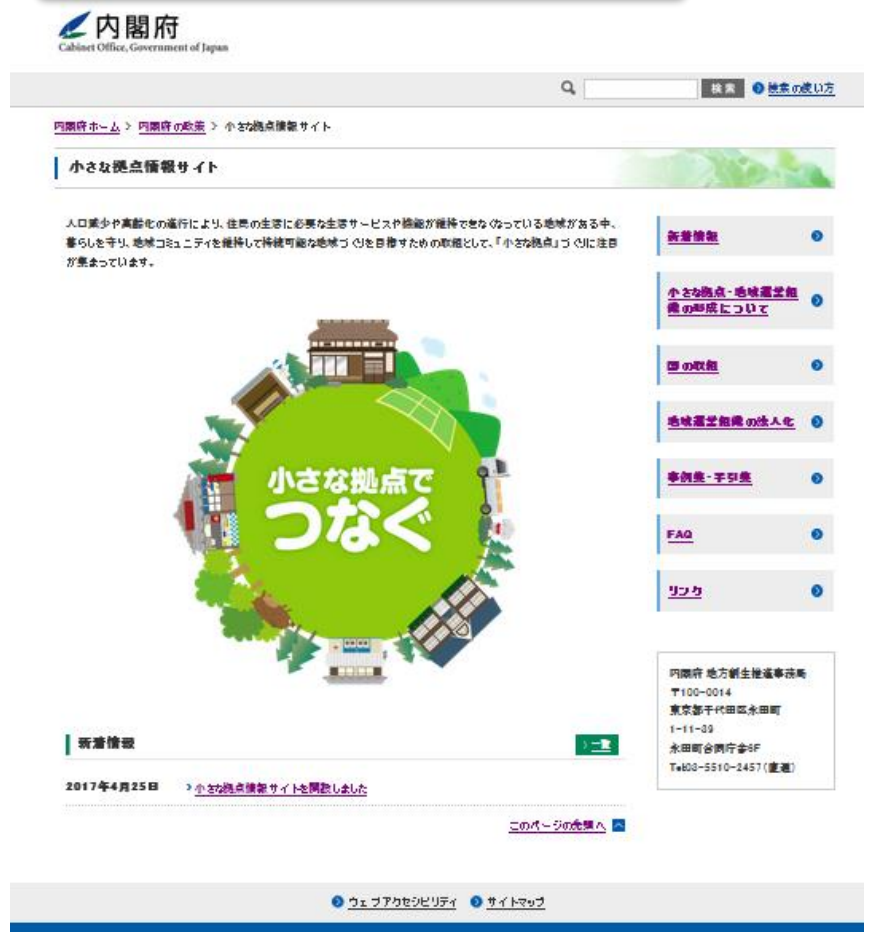 内閣府
Cabinet Office, Government of Japan
検索
検索の使い方
内閣府ホーム > 内閣府の政策 > 小さな拠点情報サイト
小さな拠点情報サイト
人口減少や高齢化の進行により、住民の生活に必要な生活サービスや機能が維持できなくなっている地域がある中、
暮らしを守り、地域コミュニティを維持して持続可能な地域づくりを目指すための取組として、「小さな拠点」づくりに注目
が集まっています。
新着情報
小さな拠点・地域運営組
織の形成について
国の取組
地域運営組織の法人化
事例集・手引集
FAQ
リンク
小さな拠点で
つなぐ
内閣府 地方創生推進事務局
〒100-0014
東京都千代田区永田町
1-11-39
永田町合同庁舎6F
Tel:03-5510-2457(直通)
新着情報
一覧
2017年4月25日 小さな拠点情報サイトを開設しました
このページの先頭へ
ウェブアクセシビリティ
サイトマップ